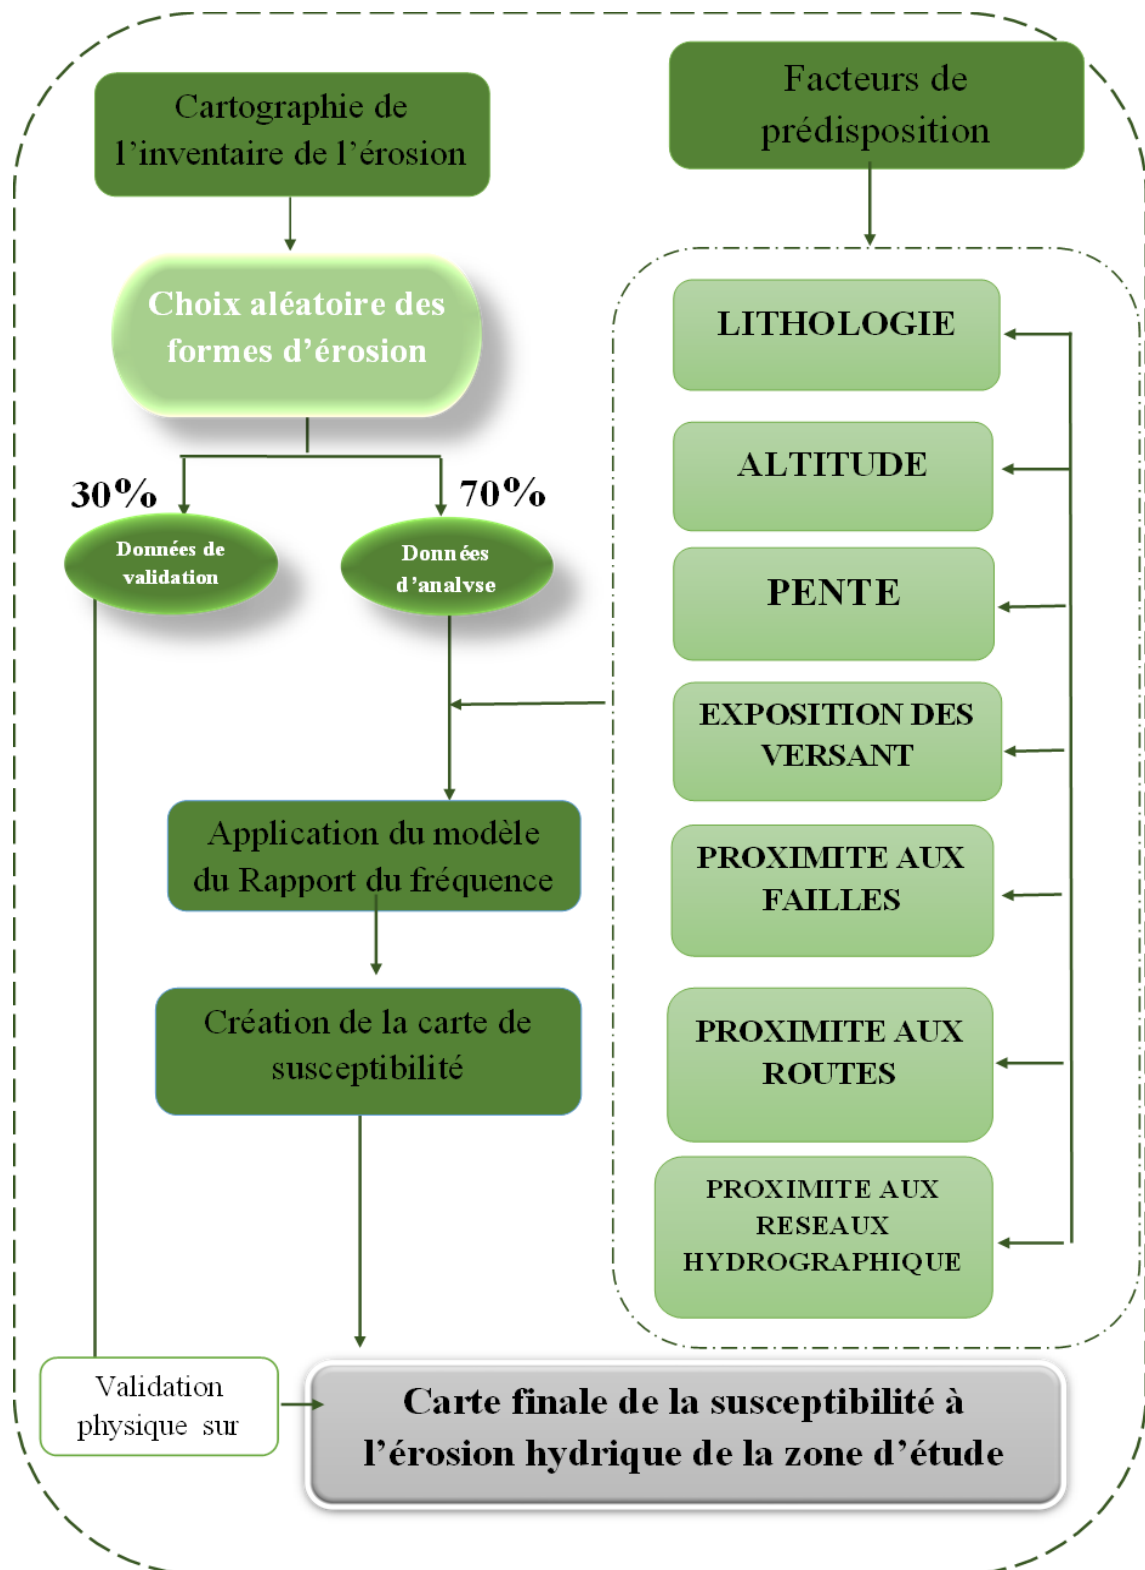 Cartographie de
l'inventaire de l'érosion
Facteurs de
prédisposition
Choix aléatoire des
formes d'érosion
30%
70%
Données de
validation
Données
d'analyse
Application du modèle
du Rapport du fréquence
Création de la carte de
susceptibilité
LITHOLOGIE
ALTITUDE
PENTE
EXPOSITION DES
VERSANT
PROXIMITE AUX
FAILLES
PROXIMITE AUX
ROUTES
PROXIMITE AUX
RESEAUX
HYDROGRAPHIQUE
Validation
physique sur
Carte finale de la susceptibilité à
l'érosion hydrique de la zone d'étude